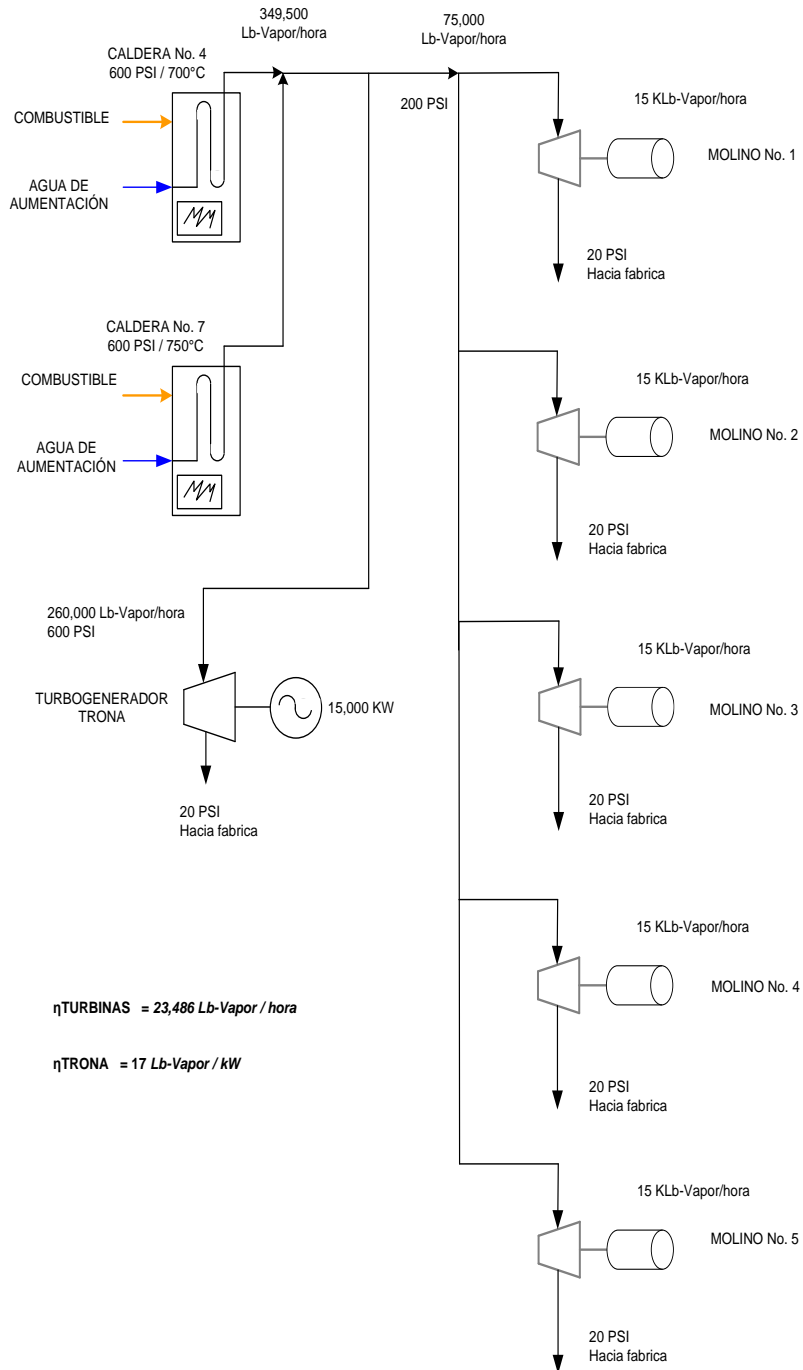 349,500
Lb-Vapor/hora
75,000
Lb-Vapor/hora
CALDERA No. 4
600 PSI / 700°C
COMBUSTIBLE
AGUA DE
AUMENTACIÓN
200 PSI
15 KLb-Vapor/hora
MOLINO No. 1
20 PSI
Hacia fabrica
CALDERA No. 7
600 PSI / 750°C
COMBUSTIBLE
AGUA DE
AUMENTACIÓN
15 KLb-Vapor/hora
MOLINO No. 2
20 PSI
Hacia fabrica
260,000 Lb-Vapor/hora
600 PSI
TURBOGENERADOR
TRONA
15,000 KW
20 PSI
Hacia fabrica
15 KLb-Vapor/hora
MOLINO No. 3
20 PSI
Hacia fabrica
15 KLb-Vapor/hora
MOLINO No. 4
20 PSI
Hacia fabrica
ηTURBINAS = 23,486 Lb-Vapor / hora
ηTRONA = 17 Lb-Vapor / kW
15 KLb-Vapor/hora
MOLINO No. 5
20 PSI
Hacia fabrica